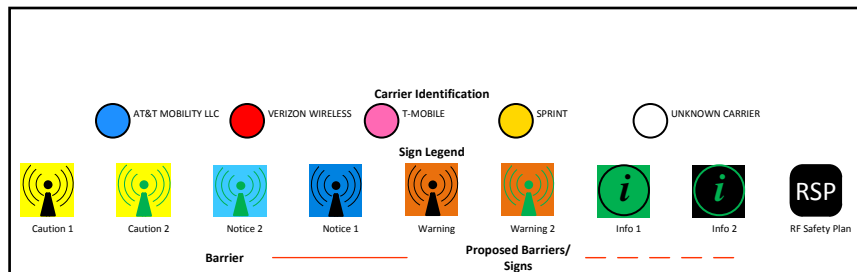 Carrier Identification
AT&T MOBILITY LLC VERIZON WIRELESS T-MOBILE SPRINT UNKNOWN CARRIER
Sign Legend
i i RSP
Caution 1 Caution 2 Notice 2 Notice 1 Warning Warning 2 Info 1 Info 2 RF Safety Plan
Barrier Proposed Barriers/
Signs